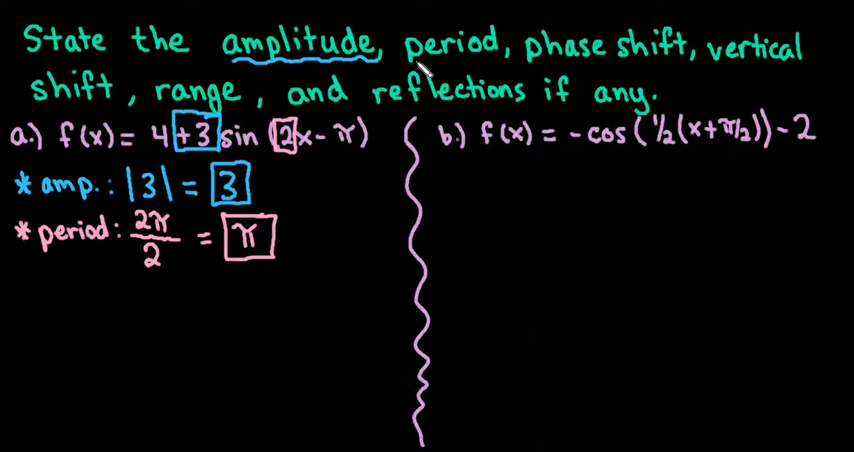 State the amplitude, period, phase shift, vertical
shift, range, and reflections if any.
a.) f(x) = 4 +3 sin (2x - π)
* amp.: |3| = 3
* period: 2π/2 = π
b.) f(x) = -cos (1/2(x+π/2)) - 2